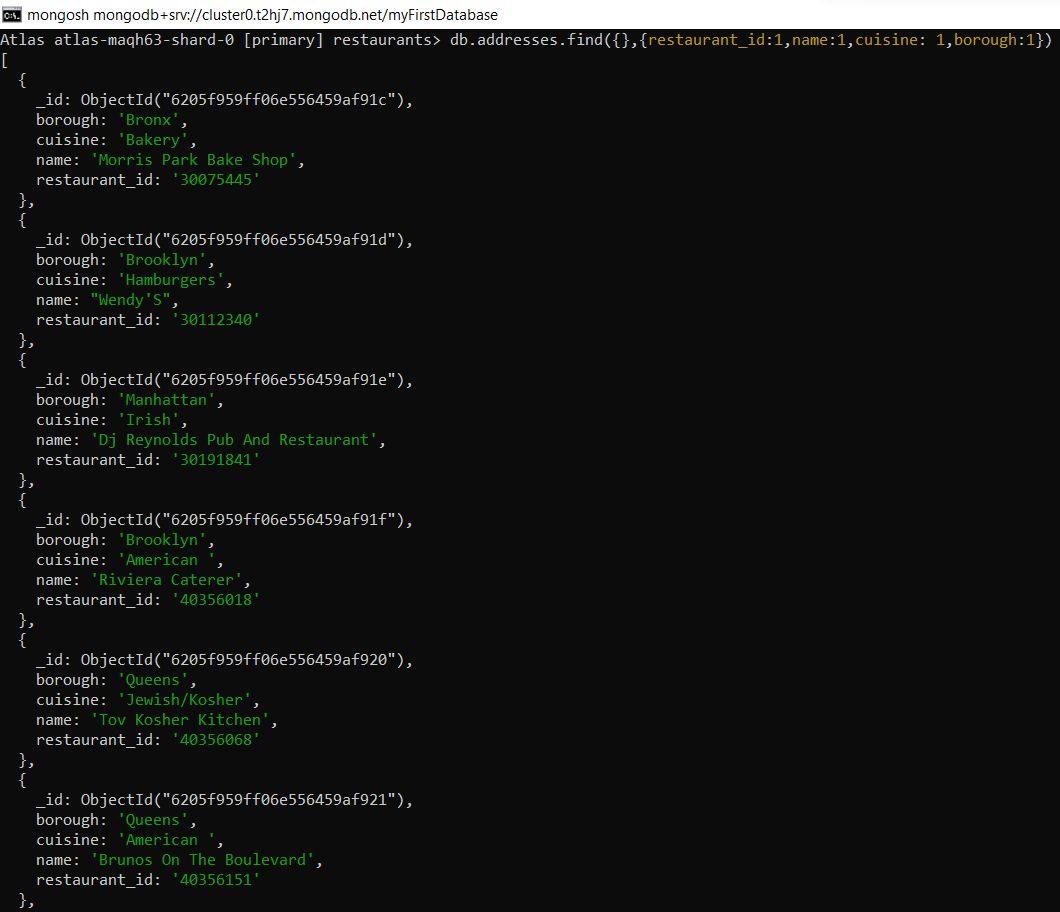 mongosh mongodb+srv://cluster0.t2hj7.mongodb.net/myFirstDatabase
Atlas atlas-maqh63-shard-0 [primary] restaurants> db.addresses.find({},{restaurant_id:1,name:1,cuisine: 1,borough:1})
[
  {
    _id: ObjectId("6205f959ff06e556459af91c"),
    borough: 'Bronx',
    cuisine: 'Bakery',
    name: 'Morris Park Bake Shop',
    restaurant_id: '30075445'
  },
  {
    _id: ObjectId("6205f959ff06e556459af91d"),
    borough: 'Brooklyn',
    cuisine: 'Hamburgers',
    name: "Wendy'S",
    restaurant_id: '30112340'
  },
  {
    _id: ObjectId("6205f959ff06e556459af91e"),
    borough: 'Manhattan',
    cuisine: 'Irish',
    name: 'Dj Reynolds Pub And Restaurant',
    restaurant_id: '30191841'
  },
  {
    _id: ObjectId("6205f959ff06e556459af91f"),
    borough: 'Brooklyn',
    cuisine: 'American ',
    name: 'Riviera Caterer',
    restaurant_id: '40356018'
  },
  {
    _id: ObjectId("6205f959ff06e556459af920"),
    borough: 'Queens',
    cuisine: 'Jewish/Kosher',
    name: 'Tov Kosher Kitchen',
    restaurant_id: '40356068'
  },
  {
    _id: ObjectId("6205f959ff06e556459af921"),
    borough: 'Queens',
    cuisine: 'American ',
    name: 'Brunos On The Boulevard',
    restaurant_id: '40356151'
  },